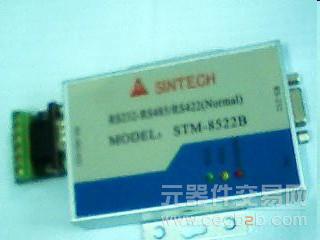 SINTECH
RS232-RS485/RS422(Normal)
MODEL: STM-8522B
元器件交易网
www.cecb2b.com